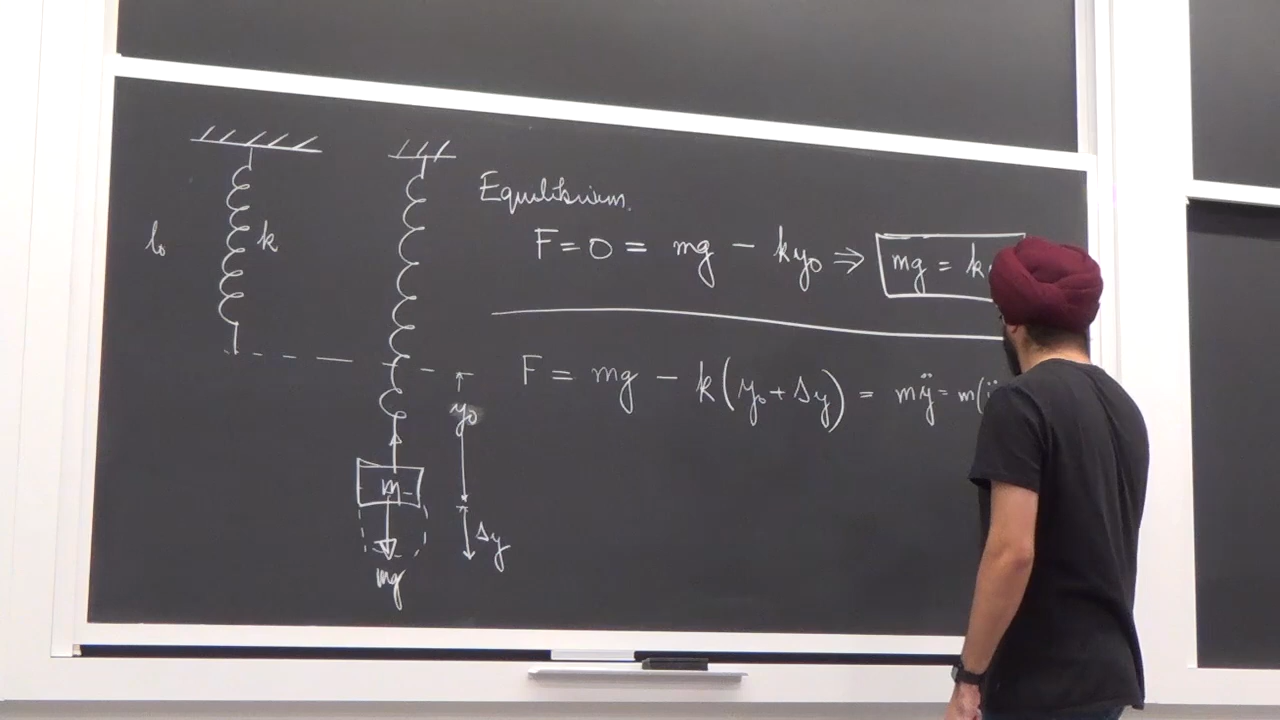 l₀
k
Equilibrium.
F = 0 = mg - ky₀ ⇒ mg = k
F = mg - k(y₀ + Δy) = mÿ = m(ÿ
y₀
m
Δy
mg